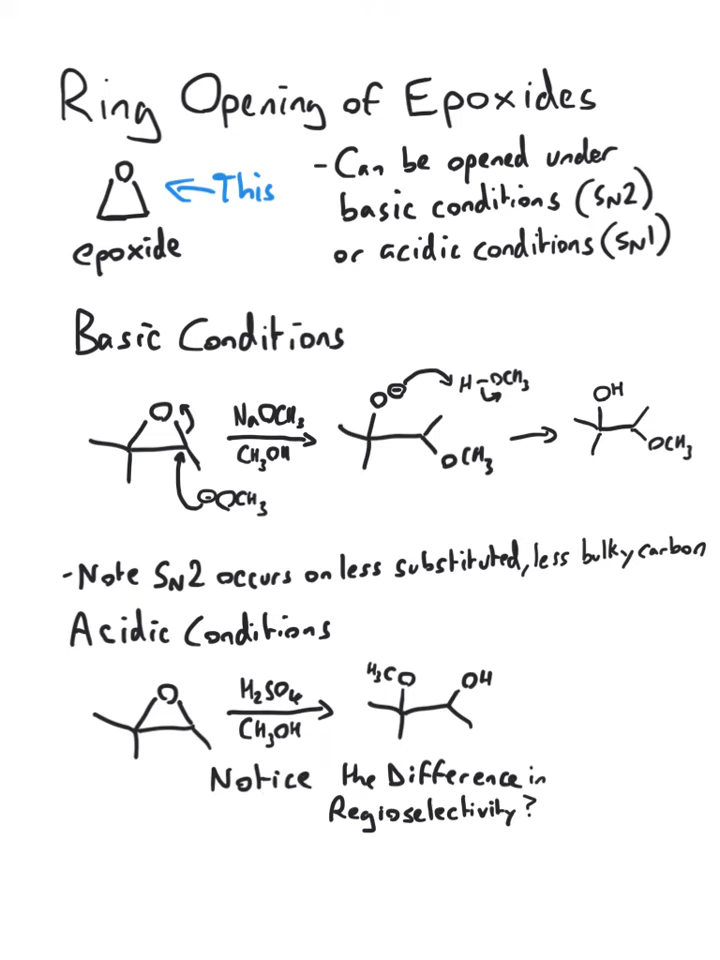 Ring Opening of Epoxides
O
←This
epoxide
-Can be opened under
basic conditions (SN2)
or acidic conditions (SN1)
Basic Conditions
O
NaOCH3
CH3OH
⊖OCH3
O⊖
H-OCH3
OCH3
OH
OCH3
-Note SN2 occurs on less substituted, less bulky carbon
Acidic Conditions
O
H2SO4
CH3OH
H3CO
OH
Notice the Difference in
Regioselectivity?